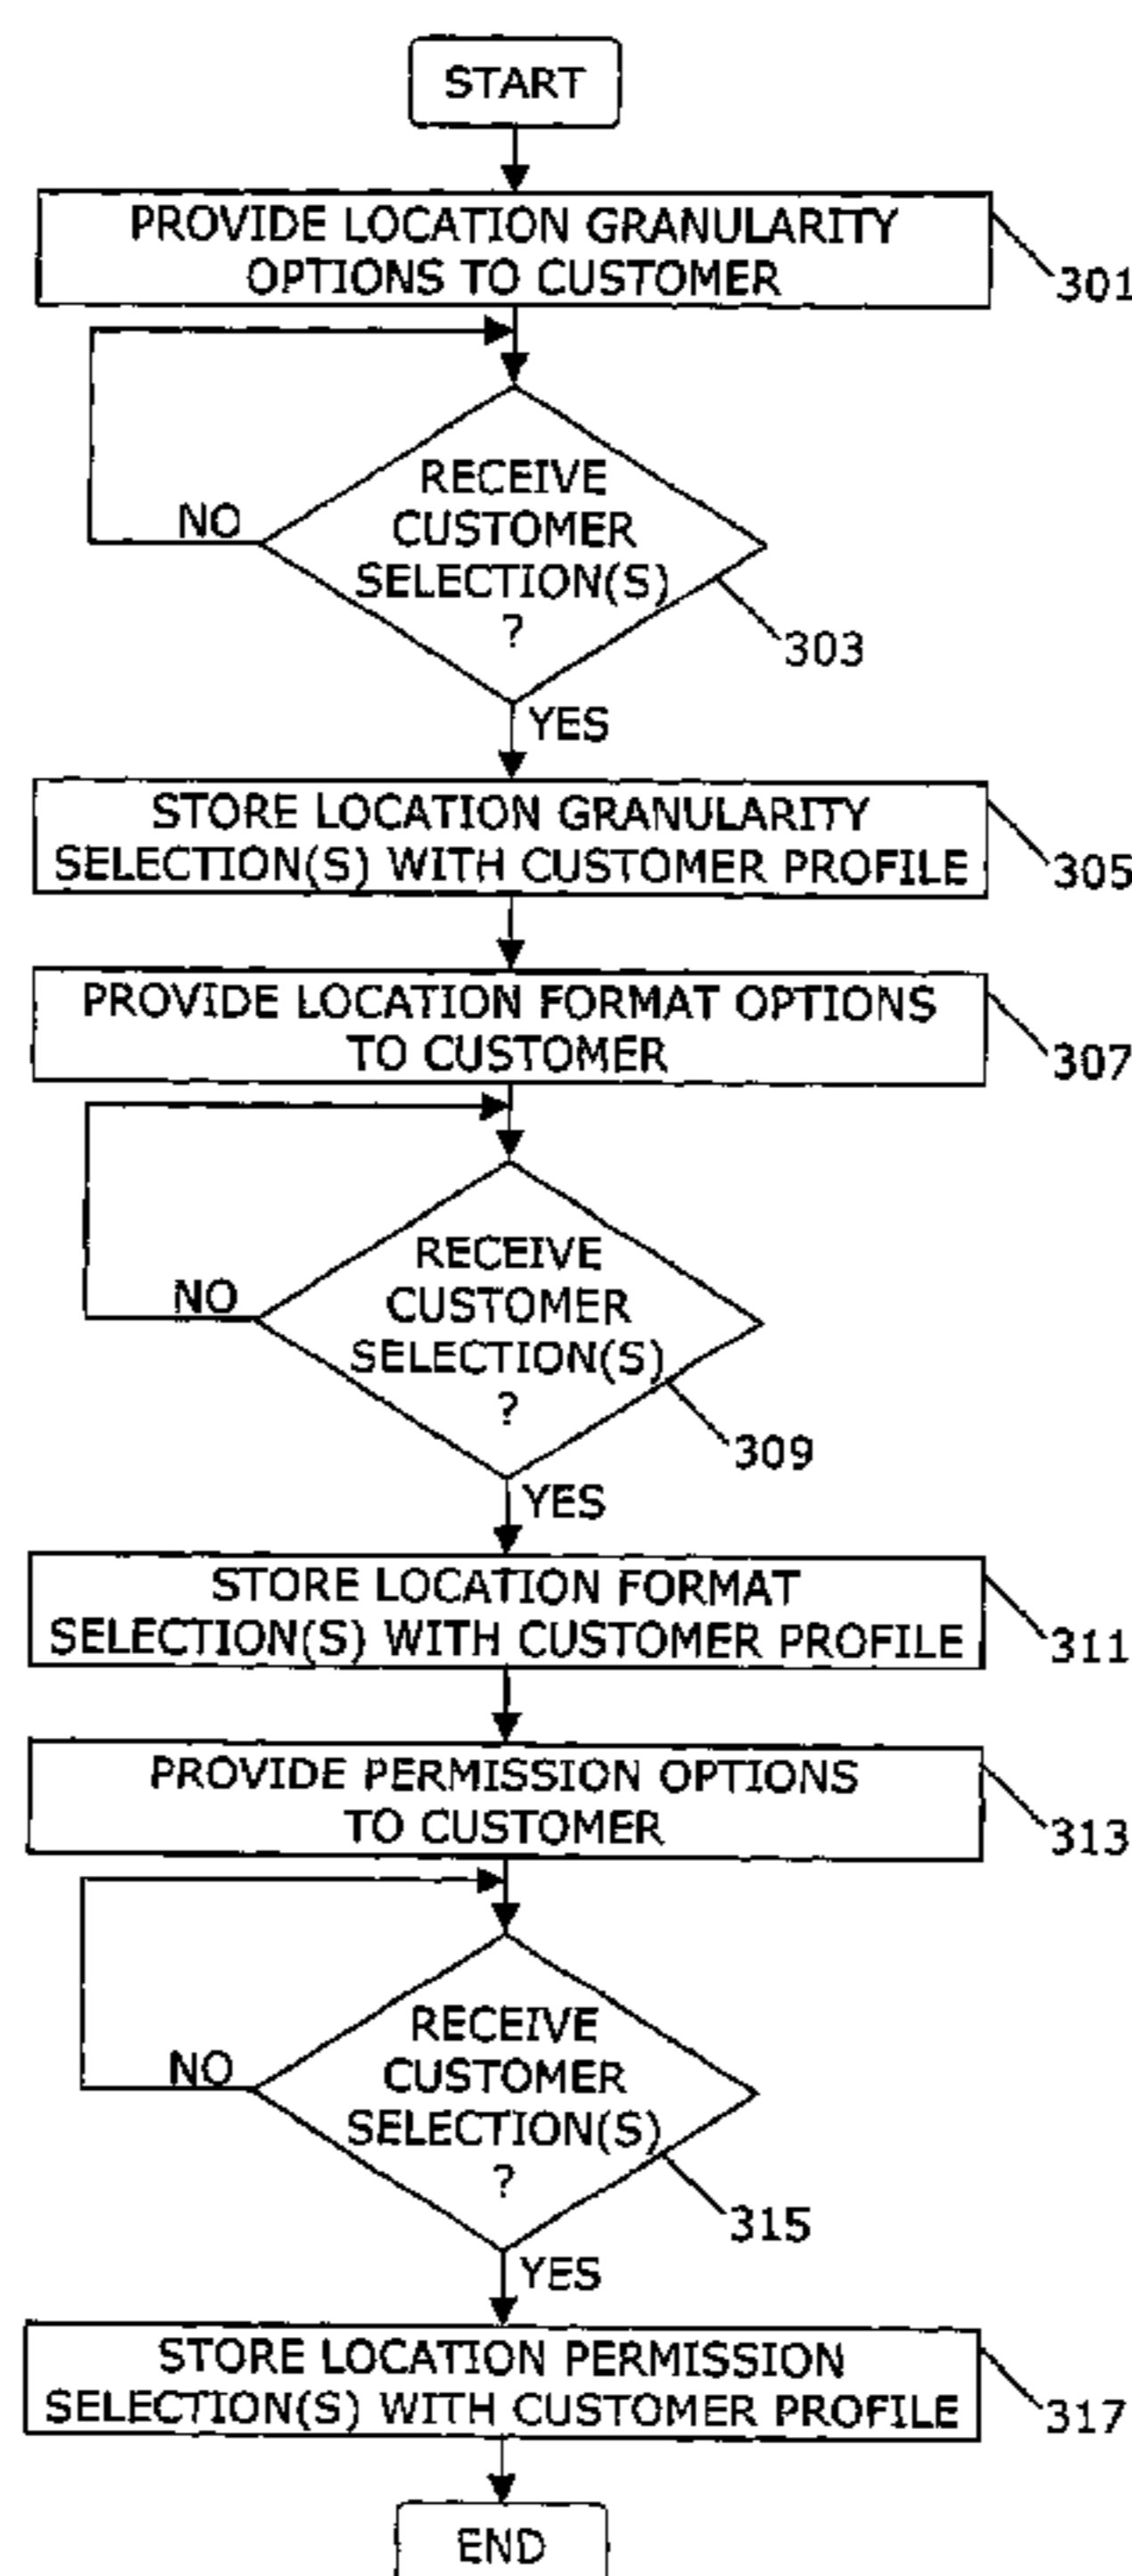 START
PROVIDE LOCATION GRANULARITY
OPTIONS TO CUSTOMER
301
RECEIVE
CUSTOMER
SELECTION(S)
?
NO
303
YES
STORE LOCATION GRANULARITY
SELECTION(S) WITH CUSTOMER PROFILE
305
PROVIDE LOCATION FORMAT OPTIONS
TO CUSTOMER
307
RECEIVE
CUSTOMER
SELECTION(S)
?
NO
309
YES
STORE LOCATION FORMAT
SELECTION(S) WITH CUSTOMER PROFILE
311
PROVIDE PERMISSION OPTIONS
TO CUSTOMER
313
RECEIVE
CUSTOMER
SELECTION(S)
?
NO
315
YES
STORE LOCATION PERMISSION
SELECTION(S) WITH CUSTOMER PROFILE
317
END